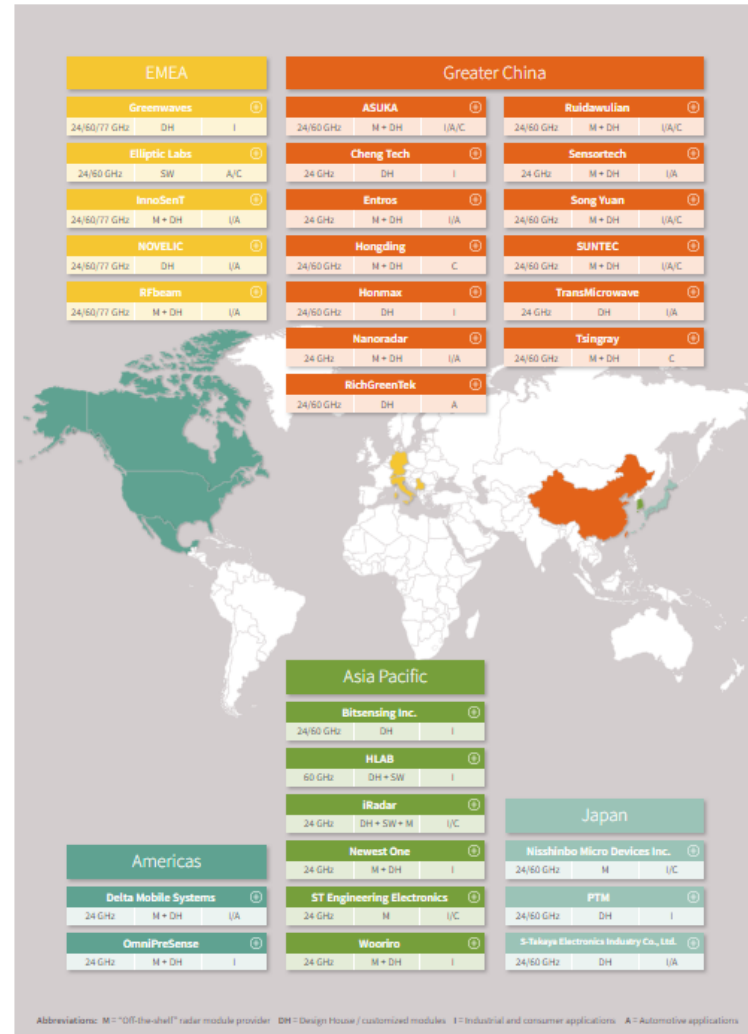 EMEA
Greenwaves
24/60/77 GHz DH I
Elliptic Labs
24/60 GHz SW A/C
InnoSenT
24/60/77 GHz M + DH I/A
NOVELIC
24/60/77 GHz DH I/A
RFbeam
24/60/77 GHz M + DH I/A
Greater China
ASUKA
24/60 GHz M + DH I/A/C
Cheng Tech
24 GHz DH I
Entros
24 GHz M + DH I/A
Hongding
24/60 GHz M + DH C
Honmax
24/60 GHz DH I
Nanoradar
24 GHz M + DH I/A
RichGreenTek
24/60 GHz DH A
Ruidawulian
24/60 GHz M + DH I/A/C
Sensortech
24 GHz M + DH I/A
Song Yuan
24/60 GHz M + DH I/A/C
SUNTEC
24/60 GHz M + DH I/A/C
TransMicrowave
24 GHz DH I/A
Tsingray
24/60 GHz M + DH C
Asia Pacific
Bitsensing Inc.
24/60 GHz DH I
HLAB
60 GHz DH + SW I
iRadar
24 GHz DH + SW + M I/C
Newest One
24 GHz M + DH I
ST Engineering Electronics
24 GHz M I/C
Wooriro
24 GHz M + DH I
Japan
Nisshinbo Micro Devices Inc.
24/60 GHz M I/C
PTM
24/60 GHz DH I
S-Takaya Electronics Industry Co., Ltd.
24/60 GHz DH I/A
Americas
Delta Mobile Systems
24 GHz M + DH I/A
OmniPreSense
24 GHz M + DH I
Abbreviations: M = "Off-the-shelf" radar module provider DH = Design House / customized modules I = Industrial and consumer applications A = Automotive applications